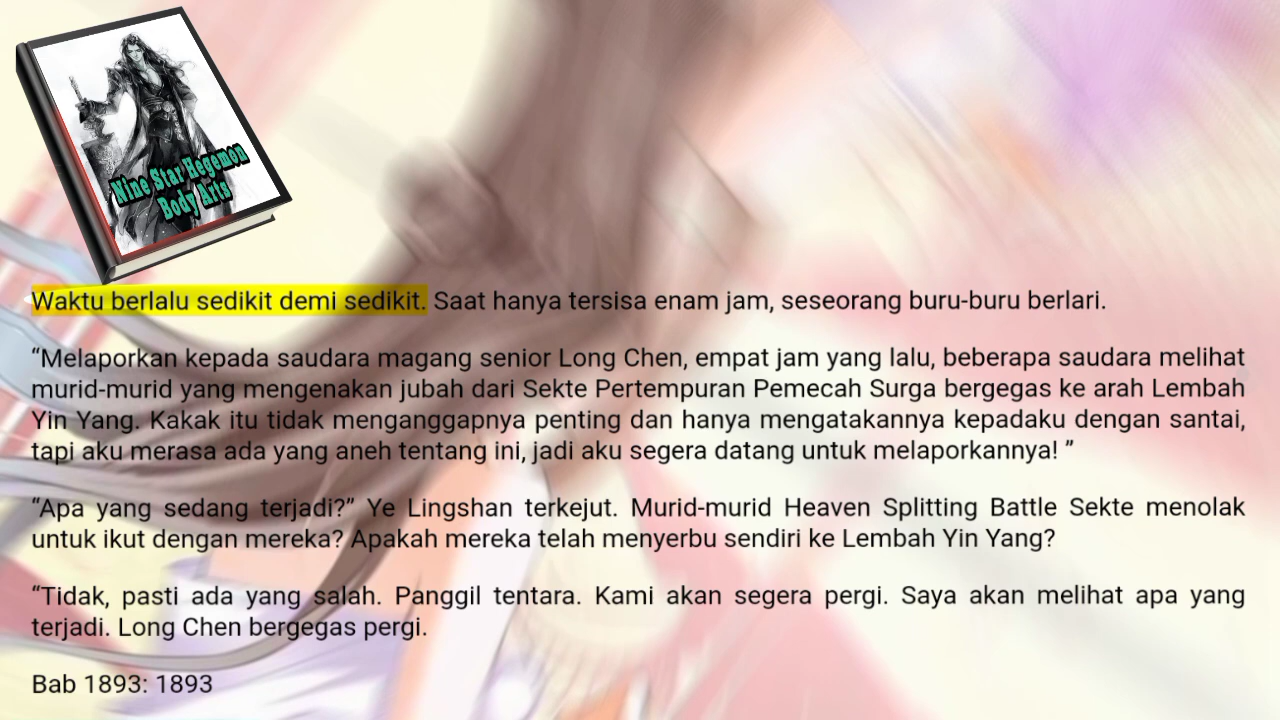 Nine Star Hegemon
Body Arts
Waktu berlalu sedikit demi sedikit. Saat hanya tersisa enam jam, seseorang buru-buru berlari.
“Melaporkan kepada saudara magang senior Long Chen, empat jam yang lalu, beberapa saudara melihat
murid-murid yang mengenakan jubah dari Sekte Pertempuran Pemecah Surga bergegas ke arah Lembah
Yin Yang. Kakak itu tidak menganggapnya penting dan hanya mengatakannya kepadaku dengan santai,
tapi aku merasa ada yang aneh tentang ini, jadi aku segera datang untuk melaporkannya! ”
“Apa yang sedang terjadi?” Ye Lingshan terkejut. Murid-murid Heaven Splitting Battle Sekte menolak
untuk ikut dengan mereka? Apakah mereka telah menyerbu sendiri ke Lembah Yin Yang?
“Tidak, pasti ada yang salah. Panggil tentara. Kami akan segera pergi. Saya akan melihat apa yang
terjadi. Long Chen bergegas pergi.
Bab 1893: 1893